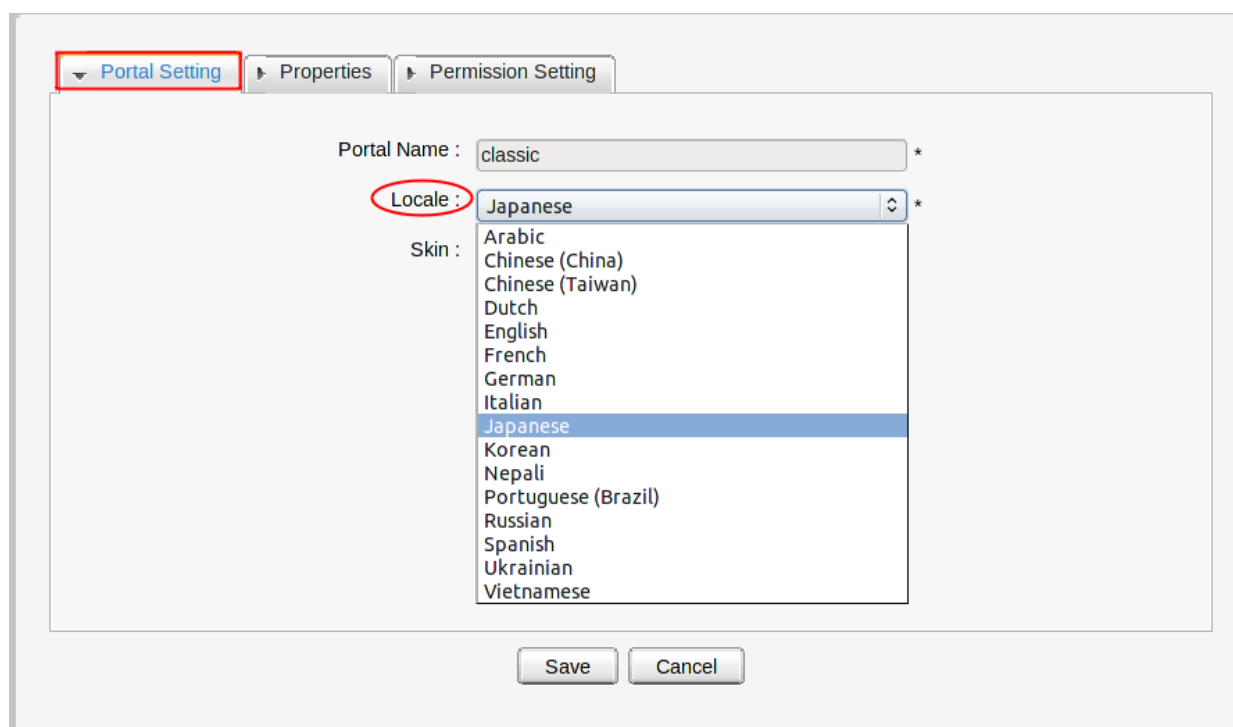 Portal Setting Properties Permission Setting
Portal Name : classic *
Locale : Japanese *
Skin :
Arabic
Chinese (China)
Chinese (Taiwan)
Dutch
English
French
German
Italian
Japanese
Korean
Nepali
Portuguese (Brazil)
Russian
Spanish
Ukrainian
Vietnamese
Save Cancel